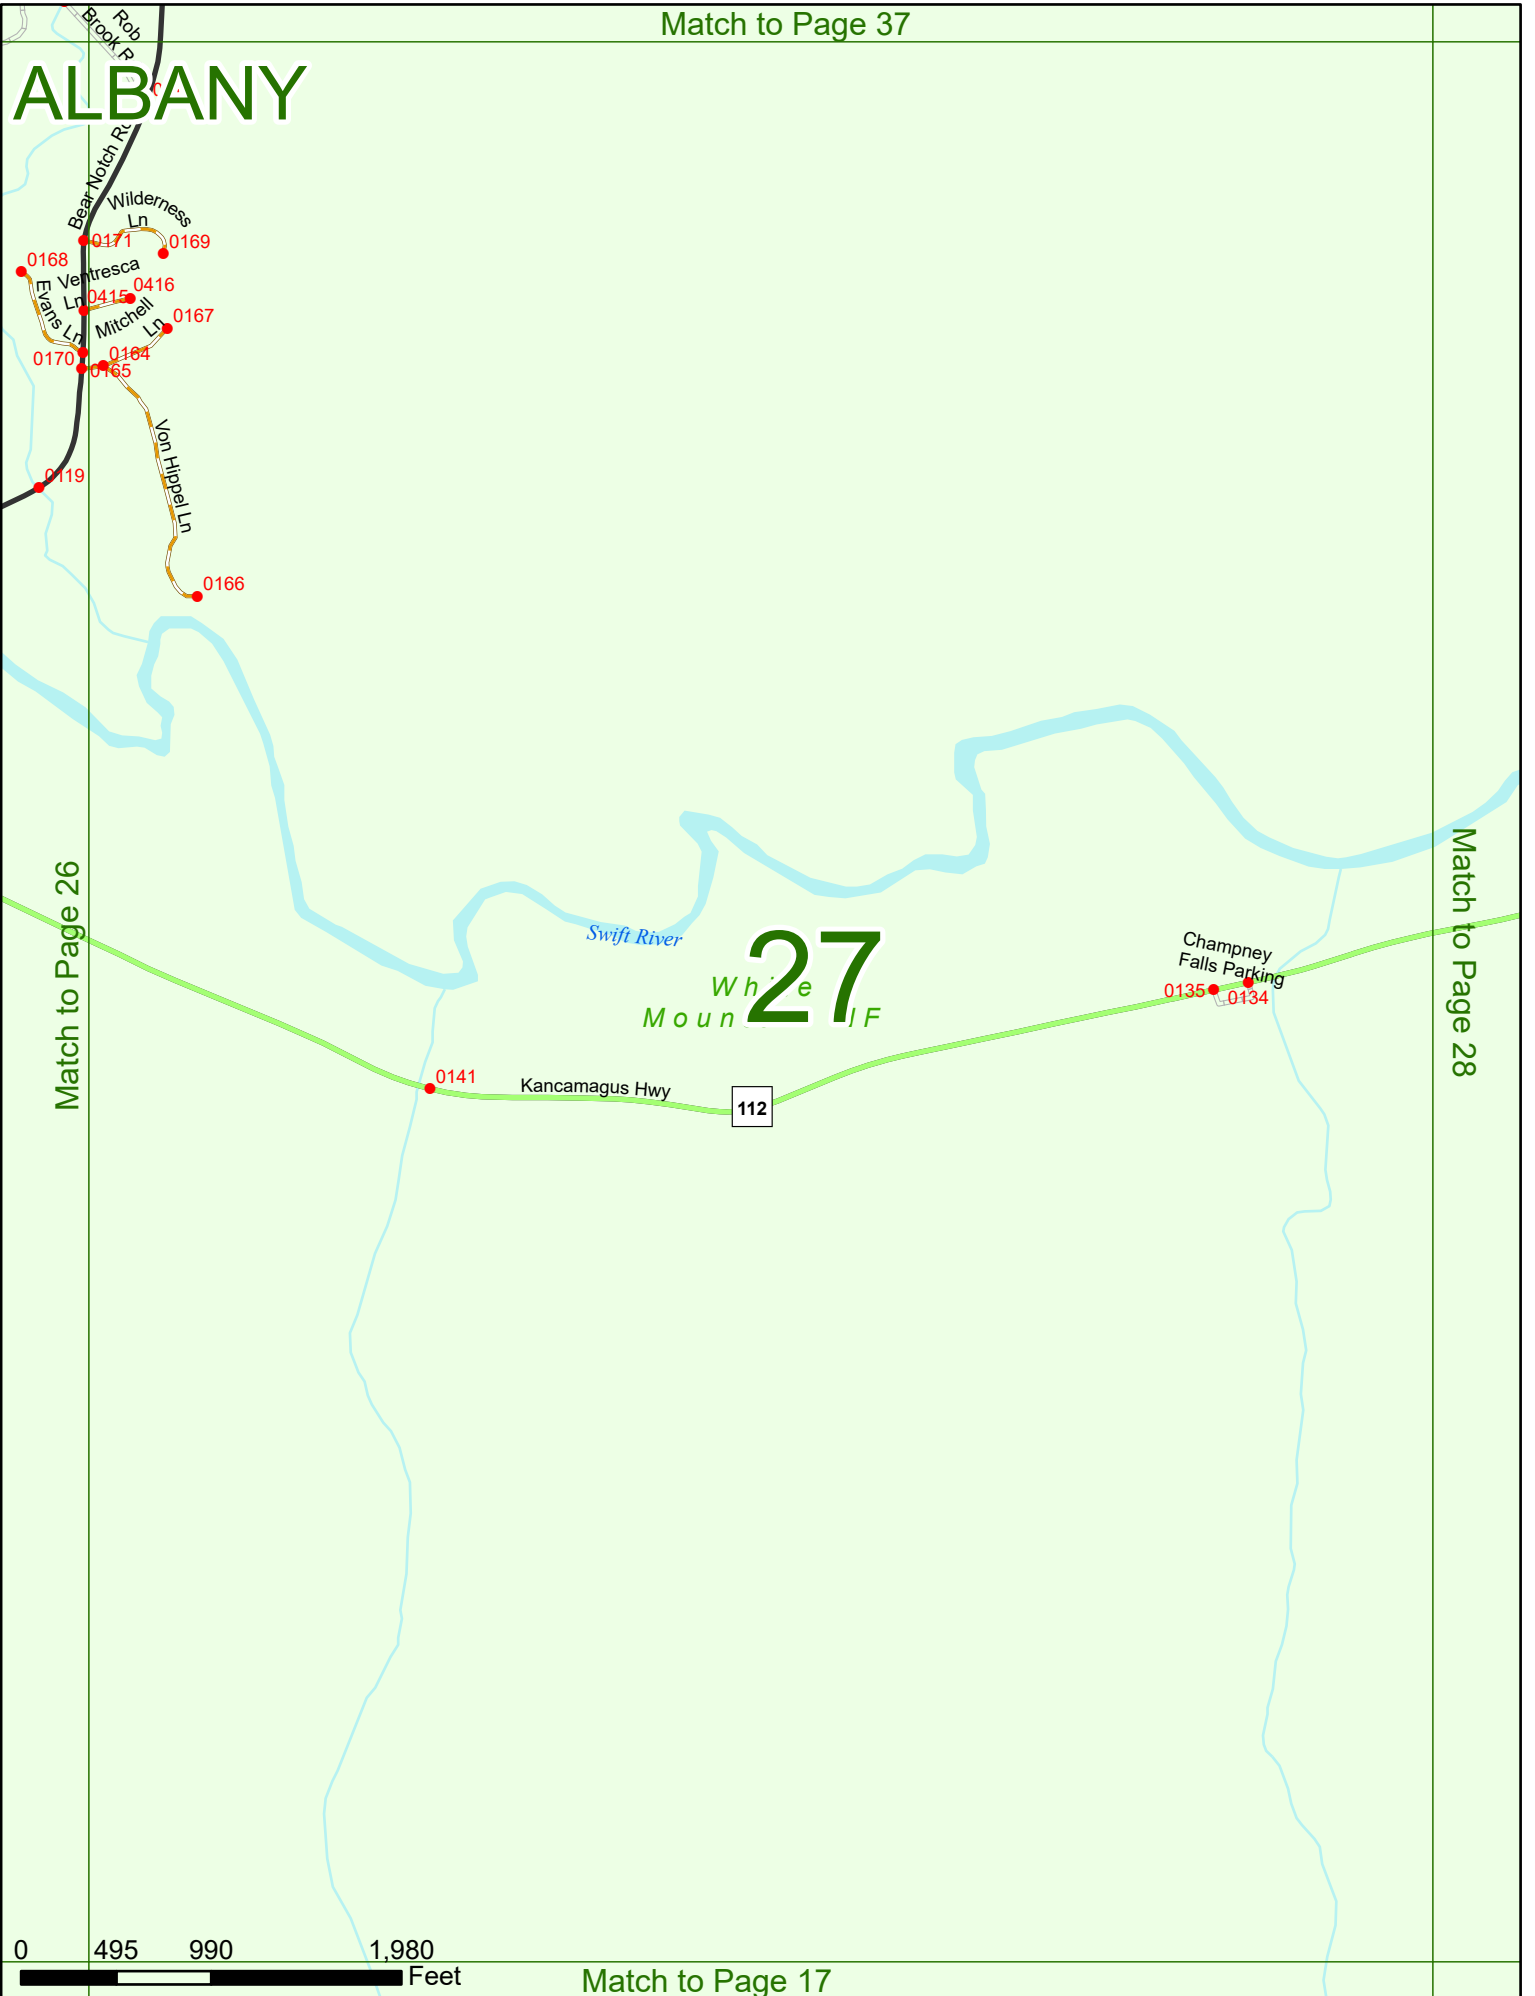 Match to Page 37
Rob
Brook
ALBANY
Bear Notch
Wilderness
Ln
0171
0169
0168
Ventresca
Ln
0416
0415
Evans Ln
Mitchell
Ln
0167
0170
0164
0165
Von Hippel Ln
0119
0166
Match to Page 26
Match to Page 28
Swift River
27
Champney
Falls Parking
0135
0134
0141
Kancamagus Hwy
112
0
495
990
1,980
Feet
Match to Page 17